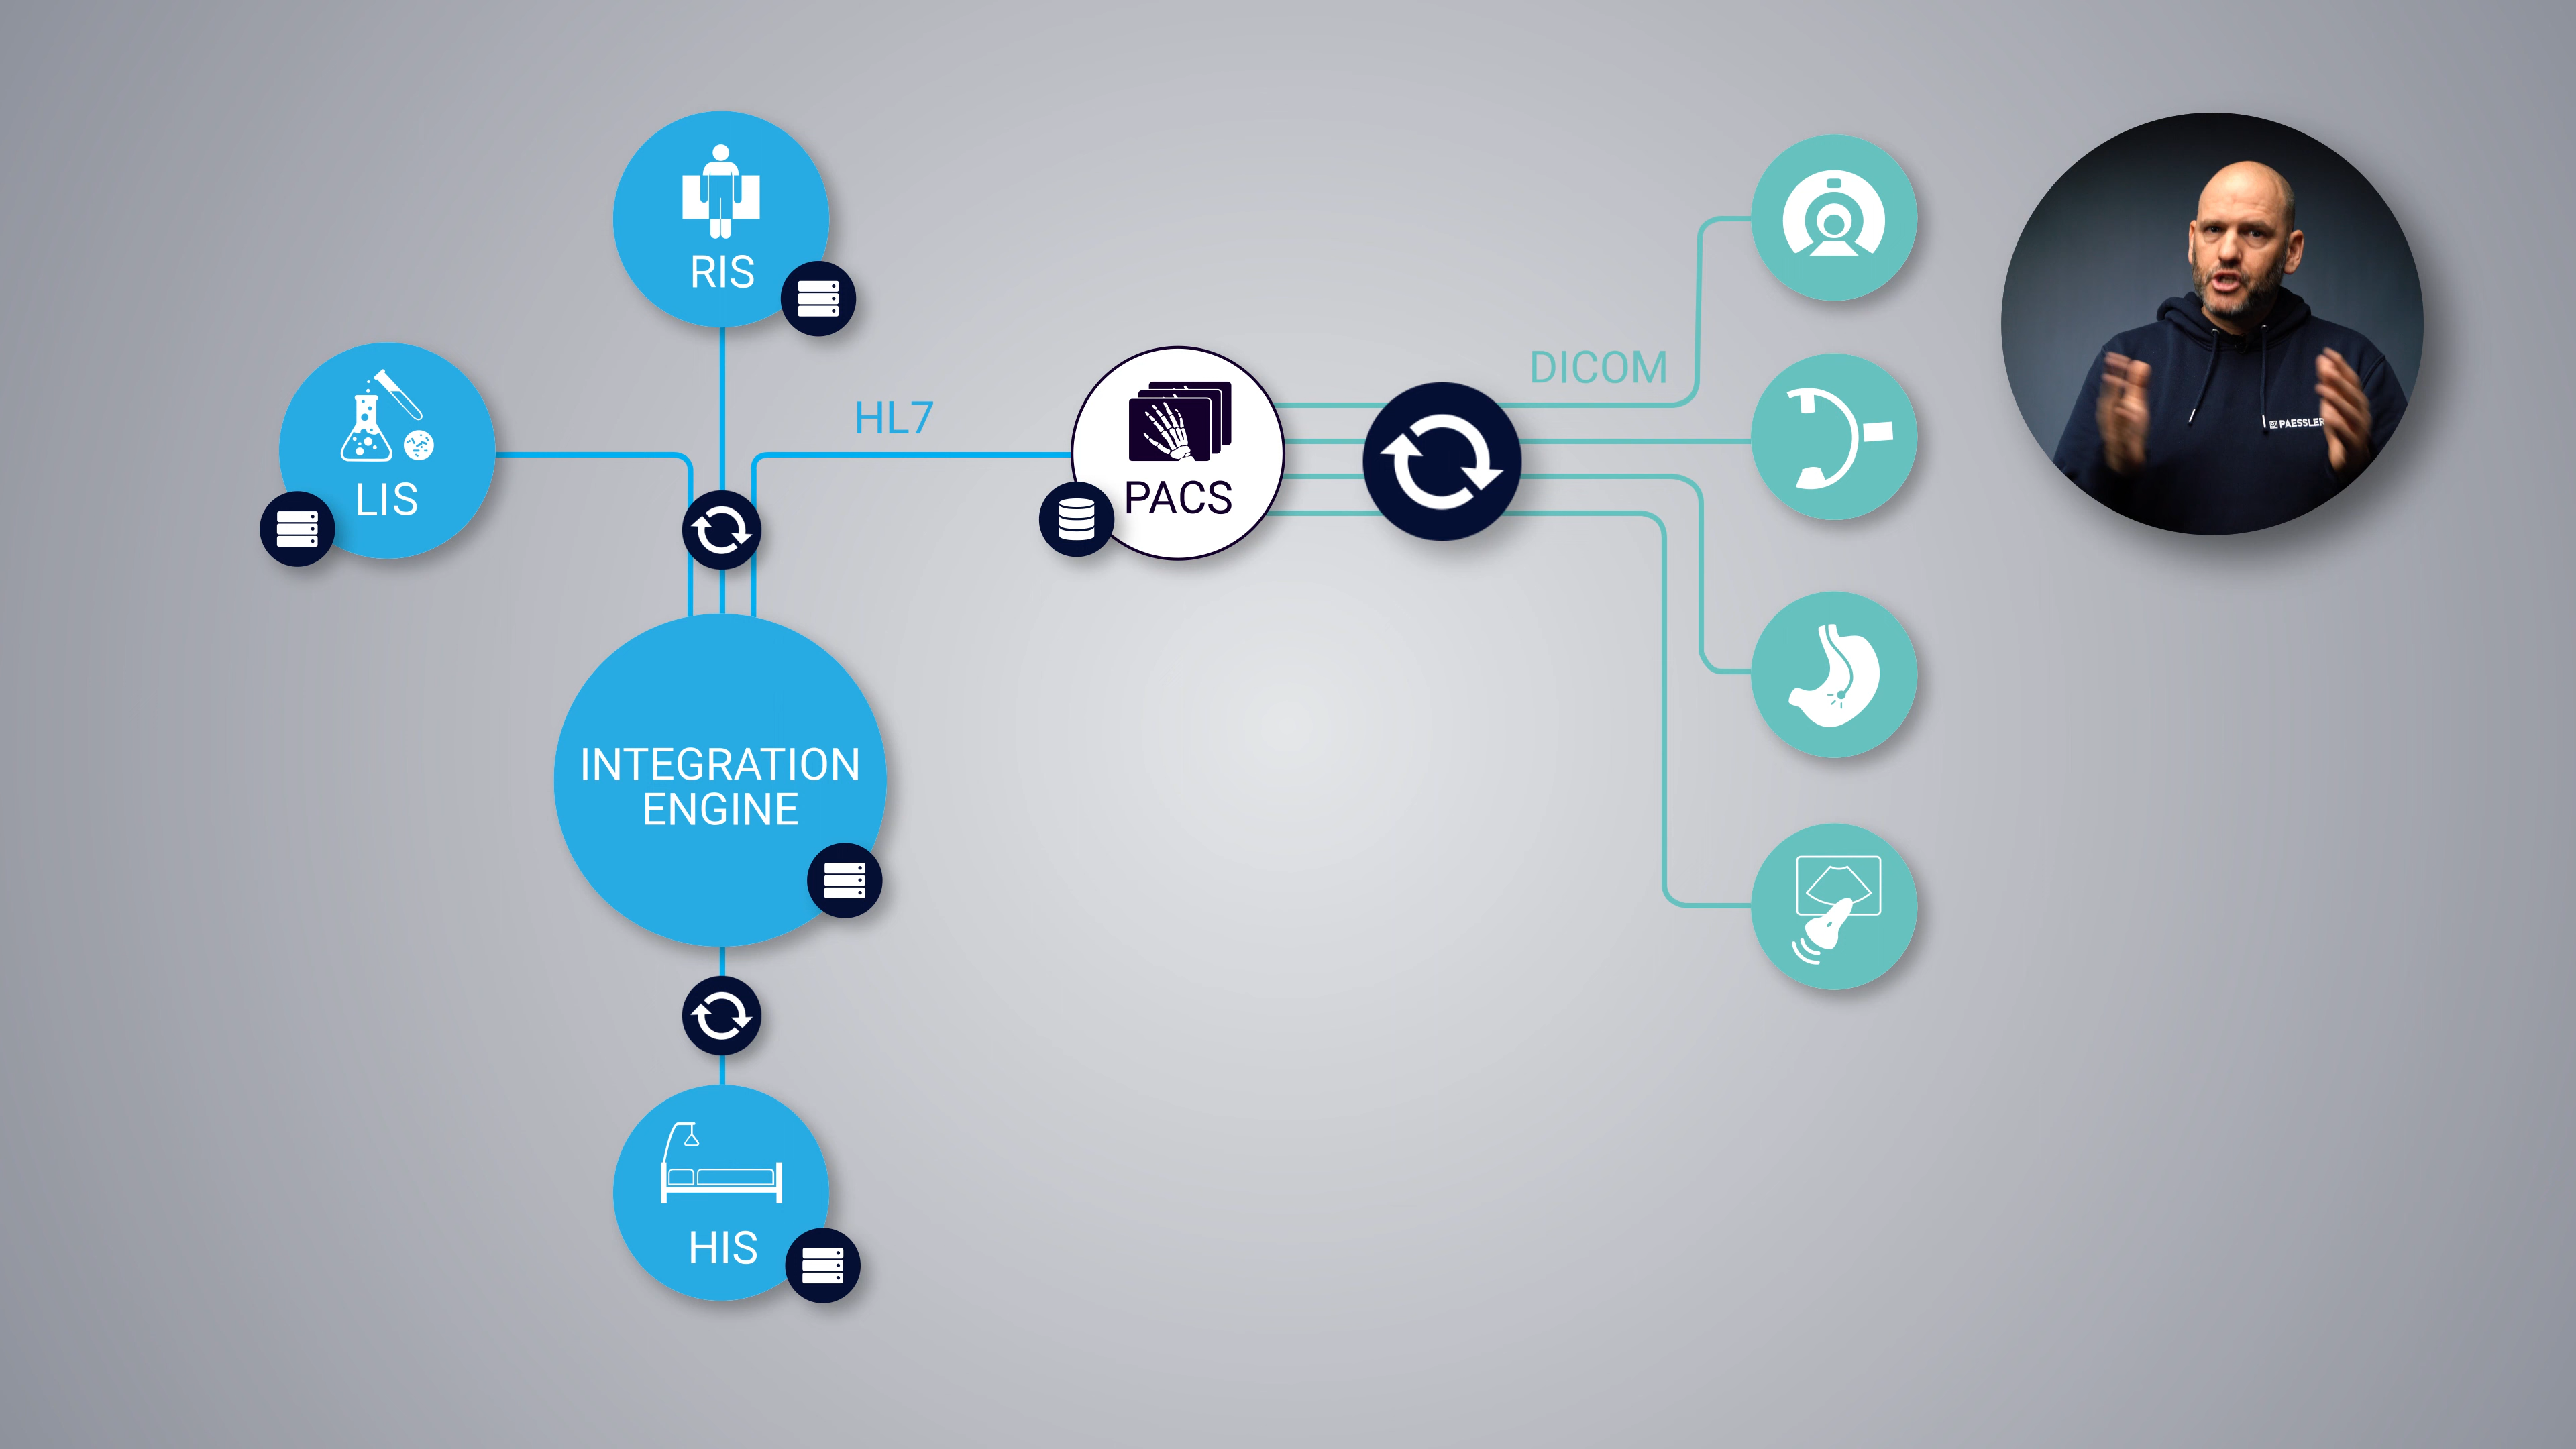 RIS
LIS
HL7
DICOM
PACS
PAESSLER
INTEGRATION
ENGINE
HIS